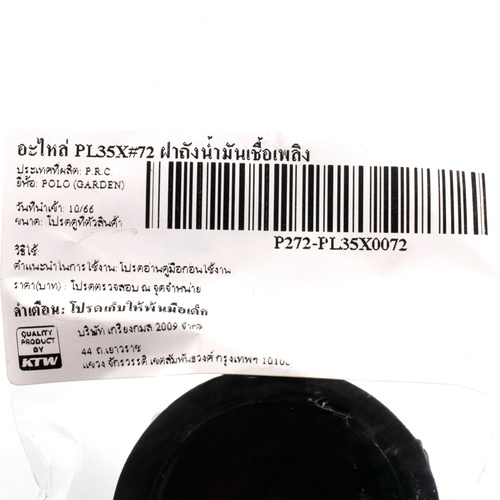 อะไหล่ PL35X#72 ฝาถังน้ำมันเชื้อเพลิง
ประเทศที่ผลิต: P.R.C.
ยี่ห้อ: POLO (GARDEN)
วันที่นำเข้า: 10/66
ขนาด: โปรดดูที่ตัวสินค้า
P272-PL35X0072
วิธีใช้:
คำแนะนำในการใช้งาน:โปรดอ่านคู่มือก่อนใช้งาน
ราคา(บาท) : โปรดตรวจสอบ ณ จุดจำหน่าย
คำเตือน: โปรดเก็บให้พ้นมือเด็ก
QUALITY
PRODUCT
BY
KTW
บริษัท เกรียงกมล 2009 จำกัด
44 ถ.เยาวราช
แขวง จักรวรรดิ เขตสัมพันธวงศ์ กรุงเทพฯ 10100